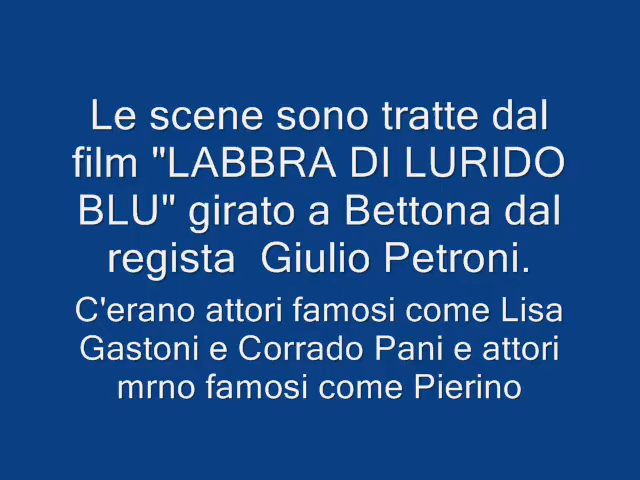 Le scene sono tratte dal
film "LABBRA DI LURIDO
BLU" girato a Bettona dal
regista  Giulio Petroni.
C'erano attori famosi come Lisa
Gastoni e Corrado Pani e attori
mrno famosi come Pierino